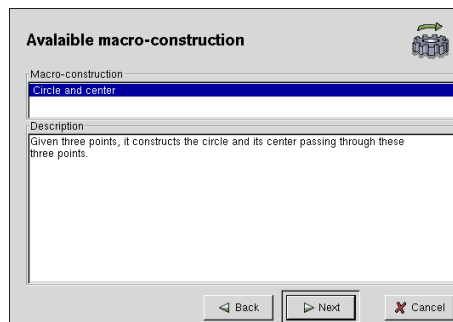 Avalaible macro-construction
Macro-construction
Circle and center
Description
Given three points, it constructs the circle and its center passing through these
three points.
Back
Next
Cancel